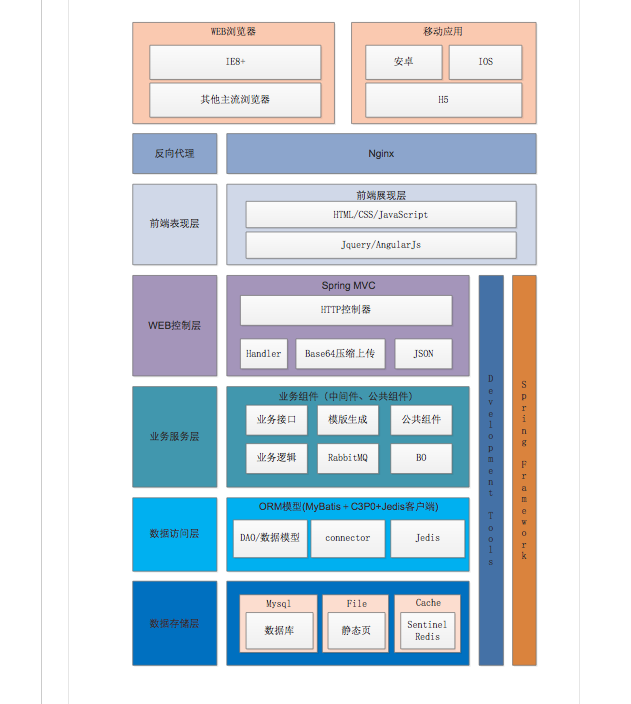 WEB浏览器
IE8+
其他主流浏览器
移动应用
安卓
IOS
H5
反向代理
Nginx
前端表现层
前端展现层
HTML/CSS/JavaScript
Jquery/AngularJs
WEB控制层
Spring MVC
HTTP控制器
Handler
Base64压缩上传
JSON
业务服务层
业务组件（中间件、公共组件）
业务接口
模版生成
公共组件
业务逻辑
RabbitMQ
BO
数据访问层
ORM模型(MyBatis＋C3P0+Jedis客户端)
DAO/数据模型
connector
Jedis
数据存储层
Mysql
数据库
File
静态页
Cache
Sentinel
Redis
Development Tools
Spring Framework